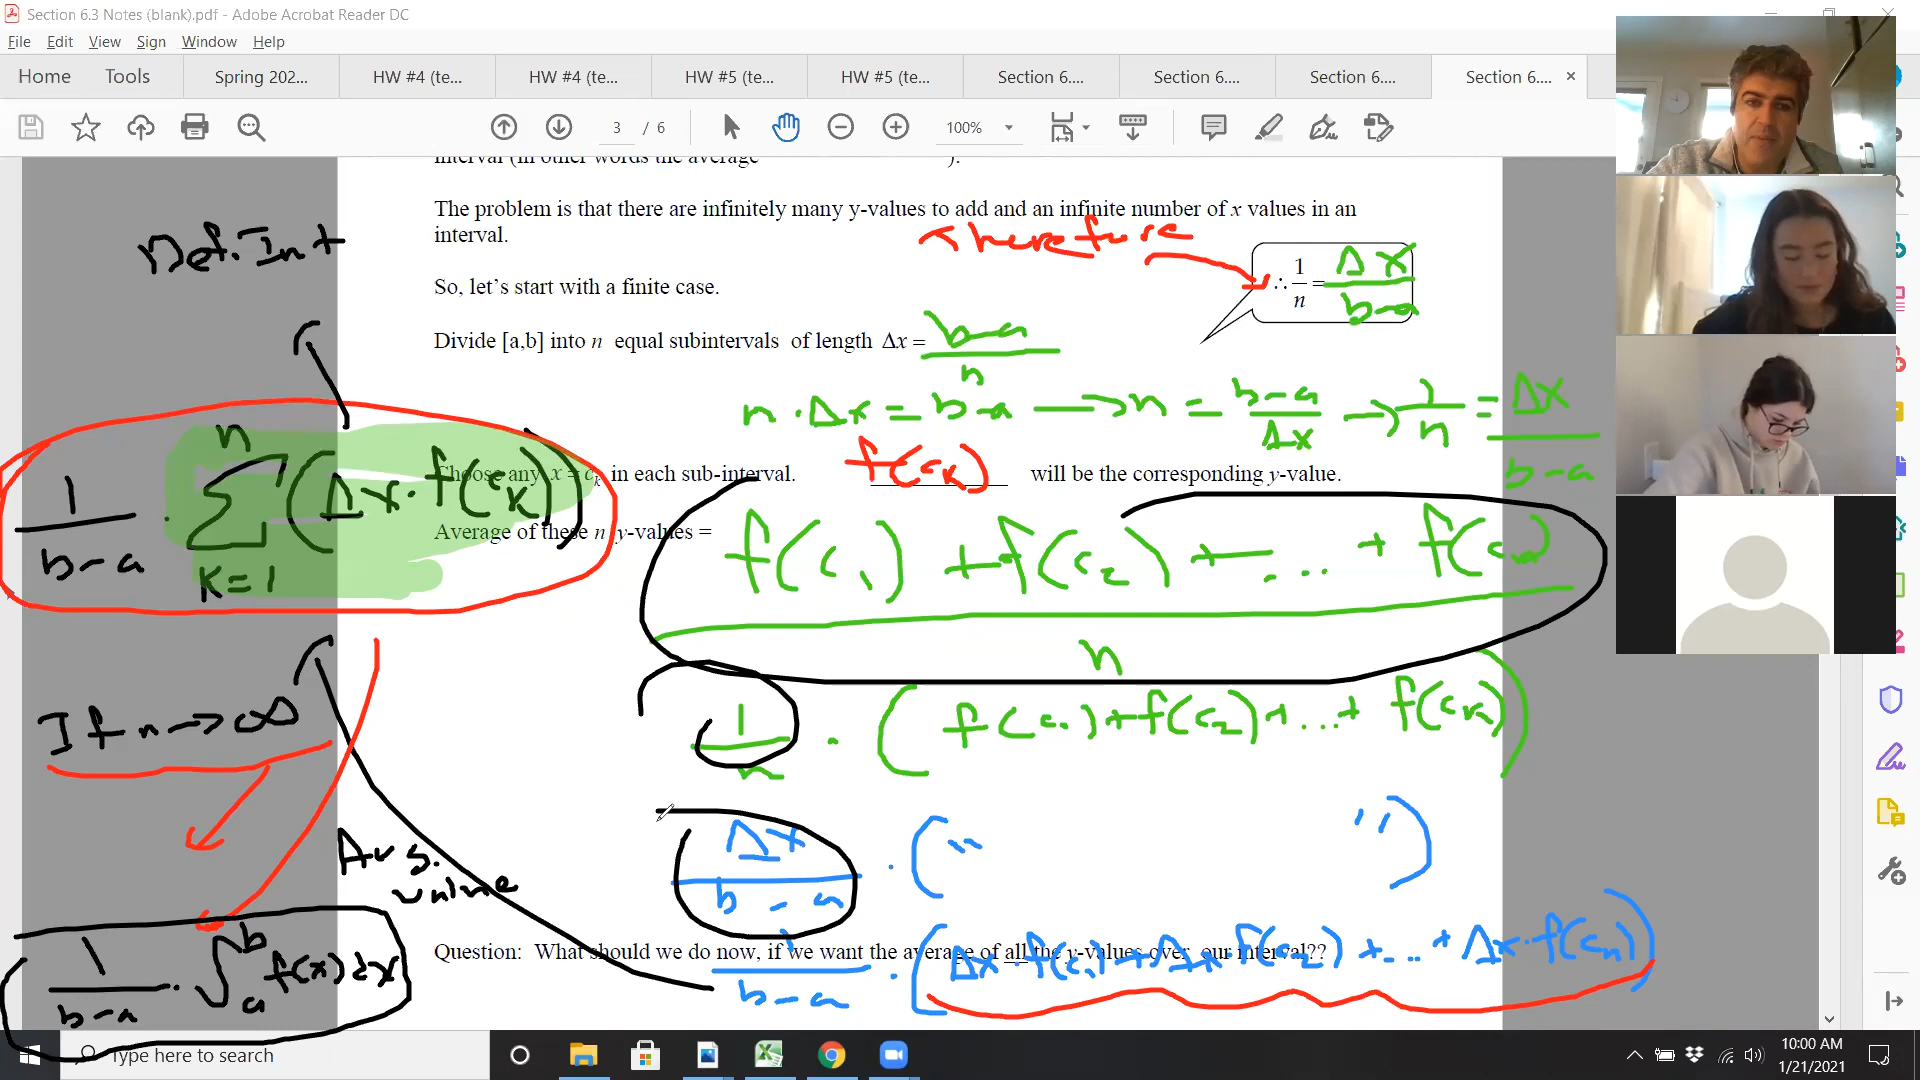 Section 6.3 Notes (blank).pdf - Adobe Acrobat Reader DC
File Edit View Sign Window Help
Home Tools Spring 202... HW #4 (te... HW #4 (te... HW #5 (te... HW #5 (te... Section 6.... Section 6.... Section 6.... Section 6.... ×
3 / 6 100%
interval (in other words the average ).
The problem is that there are infinitely many y-values to add and an infinite number of x values in an
interval.
Therefore
Def. Int
∴ 1/n = Δx/(b-a)
So, let's start with a finite case.
Divide [a,b] into n equal subintervals of length Δx = (b-a)/n
n · Δx = b-a → n = (b-a)/Δx → 1/n = Δx/(b-a)
Choose any x = c_k in each sub-interval. f(c_k) will be the corresponding y-value.
1/(b-a) · Σ_{k=1}^{n} (Δx · f(c_k))
Average of these n y-values = (f(c_1) + f(c_2) + ... + f(c_n))/n
1/n · (f(c_1) + f(c_2) + ... + f(c_n))
If n → ∞
Avg. value
Δx/(b-a) · (" ")
Question: What should we do now, if we want the average of all the y-values over our interval??
1/(b-a) · (Δx · f(c_1) + Δx · f(c_2) + ... + Δx · f(c_n))
1/(b-a) · ∫_a^b f(x) dx
Type here to search
10:00 AM
1/21/2021